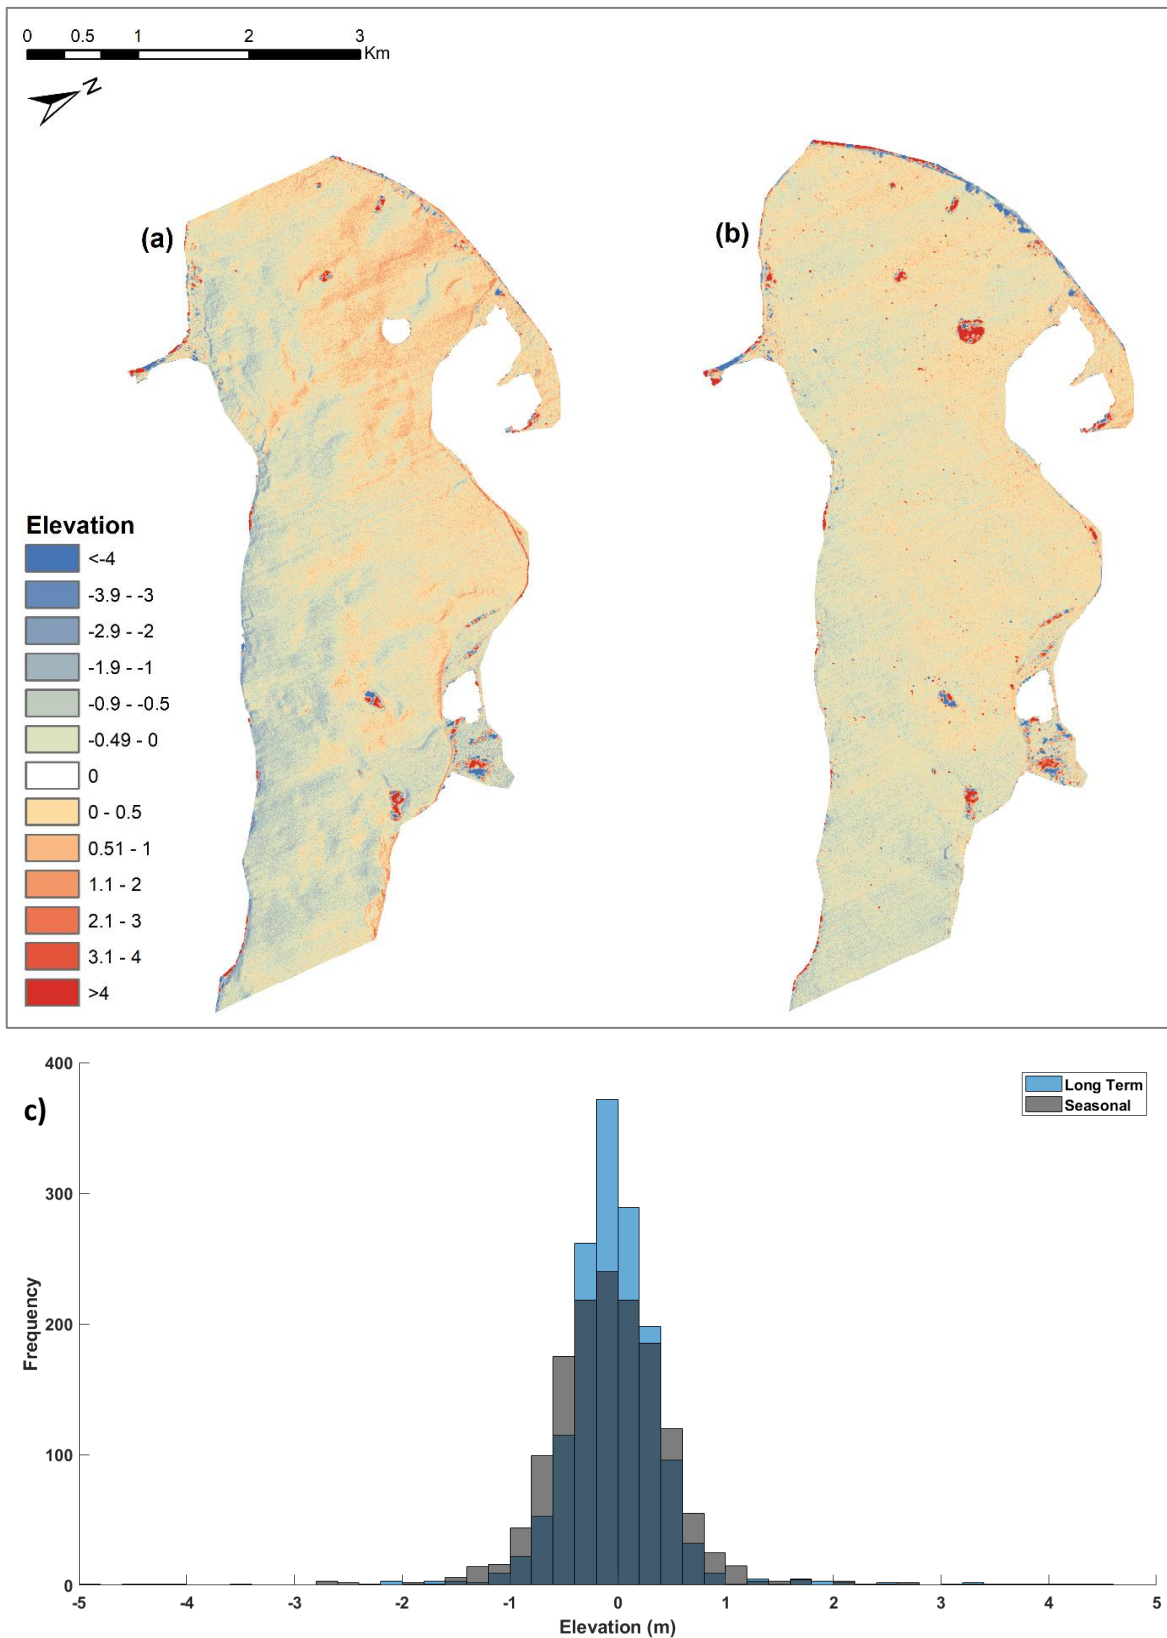 0 0.5 1 2 3
Km
N
(a)
(b)
Elevation
<-4
-3.9 - -3
-2.9 - -2
-1.9 - -1
-0.9 - -0.5
-0.49 - 0
0
0 - 0.5
0.51 - 1
1.1 - 2
2.1 - 3
3.1 - 4
>4
c)
Long Term
Seasonal
400
300
200
100
0
Frequency
-5 -4 -3 -2 -1 0 1 2 3 4 5
Elevation (m)